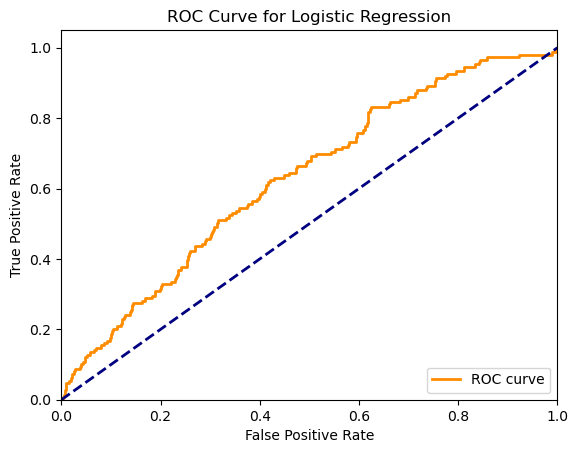 ROC Curve for Logistic Regression
1.0
0.8
0.6
0.4
0.2
0.0
True Positive Rate
ROC curve
0.0 0.2 0.4 0.6 0.8 1.0
False Positive Rate